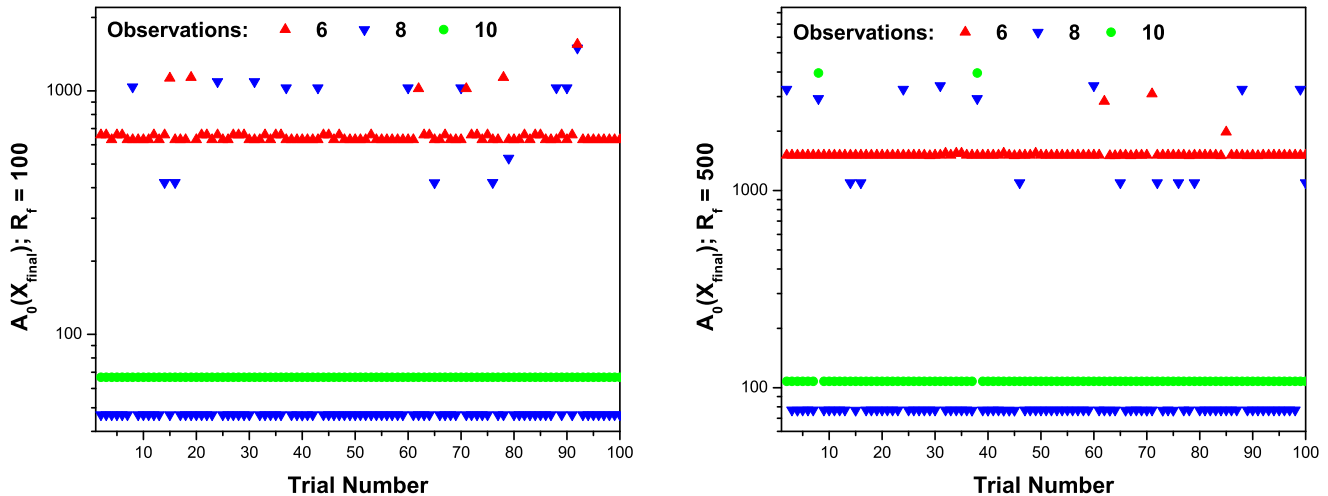 Observations: 6 8 10
1000
100
A0(Xfinal); Rf = 100
10 20 30 40 50 60 70 80 90 100
Trial Number
Observations: 6 8 10
1000
100
A0(Xfinal); Rf = 500
10 20 30 40 50 60 70 80 90 100
Trial Number